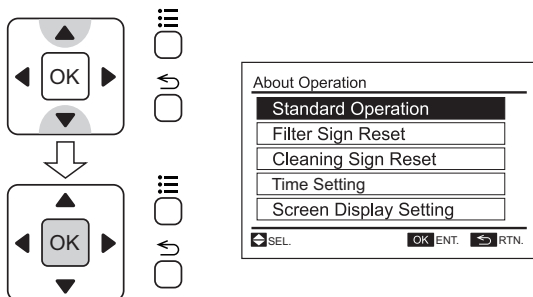 OK
OK
About Operation
Standard Operation
Filter Sign Reset
Cleaning Sign Reset
Time Setting
Screen Display Setting
SEL. OK ENT. RTN.